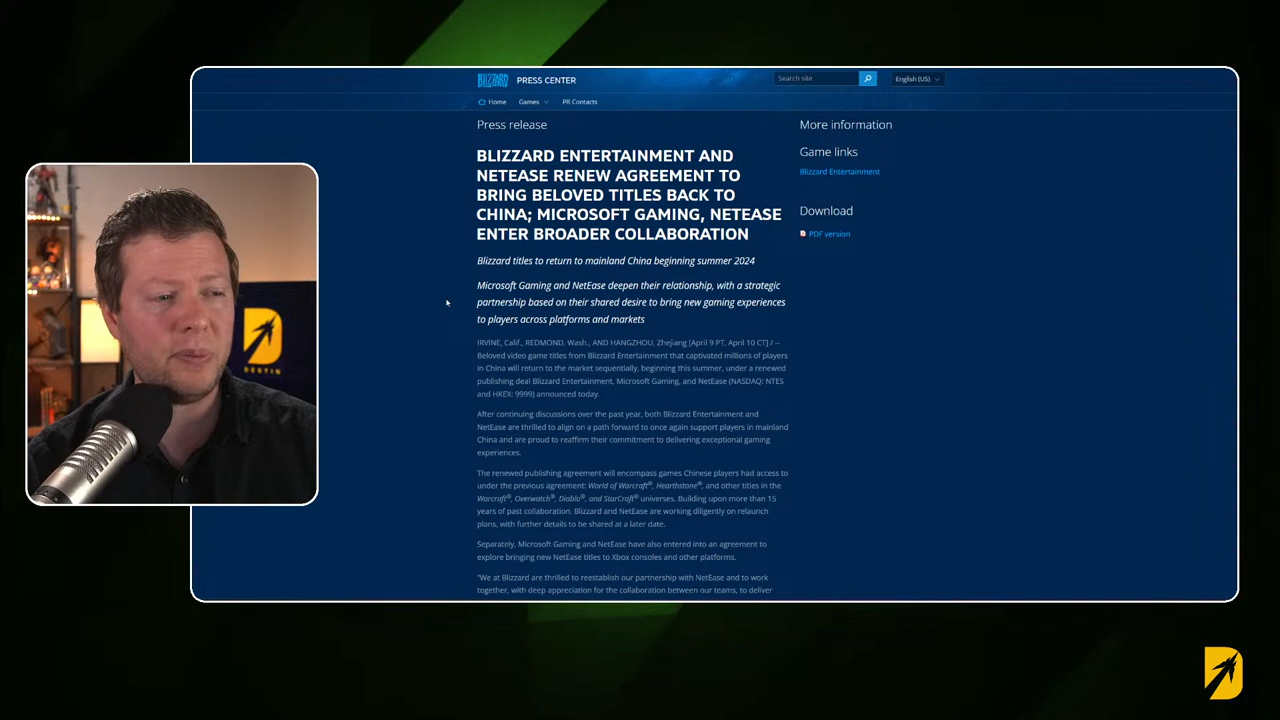 BLIZZARD
PRESS CENTER
Search site
English (US)
Home
Games
PR Contacts
Press release
BLIZZARD ENTERTAINMENT AND
NETEASE RENEW AGREEMENT TO
BRING BELOVED TITLES BACK TO
CHINA; MICROSOFT GAMING, NETEASE
ENTER BROADER COLLABORATION
Blizzard titles to return to mainland China beginning summer 2024
Microsoft Gaming and NetEase deepen their relationship, with a strategic
partnership based on their shared desire to bring new gaming experiences
to players across platforms and markets
IRVINE, Calif., REDMOND, Wash., AND HANGZHOU, Zhejiang [April 9 PT, April 10 CT] / --
Beloved video game titles from Blizzard Entertainment that captivated millions of players
in China will return to the market sequentially, beginning this summer, under a renewed
publishing deal Blizzard Entertainment, Microsoft Gaming, and NetEase (NASDAQ: NTES
and HKEX: 9999) announced today.
After continuing discussions over the past year, both Blizzard Entertainment and
NetEase are thrilled to align on a path forward to once again support players in mainland
China and are proud to reaffirm their commitment to delivering exceptional gaming
experiences.
The renewed publishing agreement will encompass games Chinese players had access to
under the previous agreement: World of Warcraft®, Hearthstone®, and other titles in the
Warcraft®, Overwatch®, Diablo®, and StarCraft® universes. Building upon more than 15
years of past collaboration. Blizzard and NetEase are working diligently on relaunch
plans, with further details to be shared at a later date.
Separately, Microsoft Gaming and NetEase have also entered into an agreement to
explore bringing new NetEase titles to Xbox consoles and other platforms.
"We at Blizzard are thrilled to reestablish our partnership with NetEase and to work
together, with deep appreciation for the collaboration between our teams, to deliver
More information
Game links
Blizzard Entertainment
Download
PDF version
DESTIN